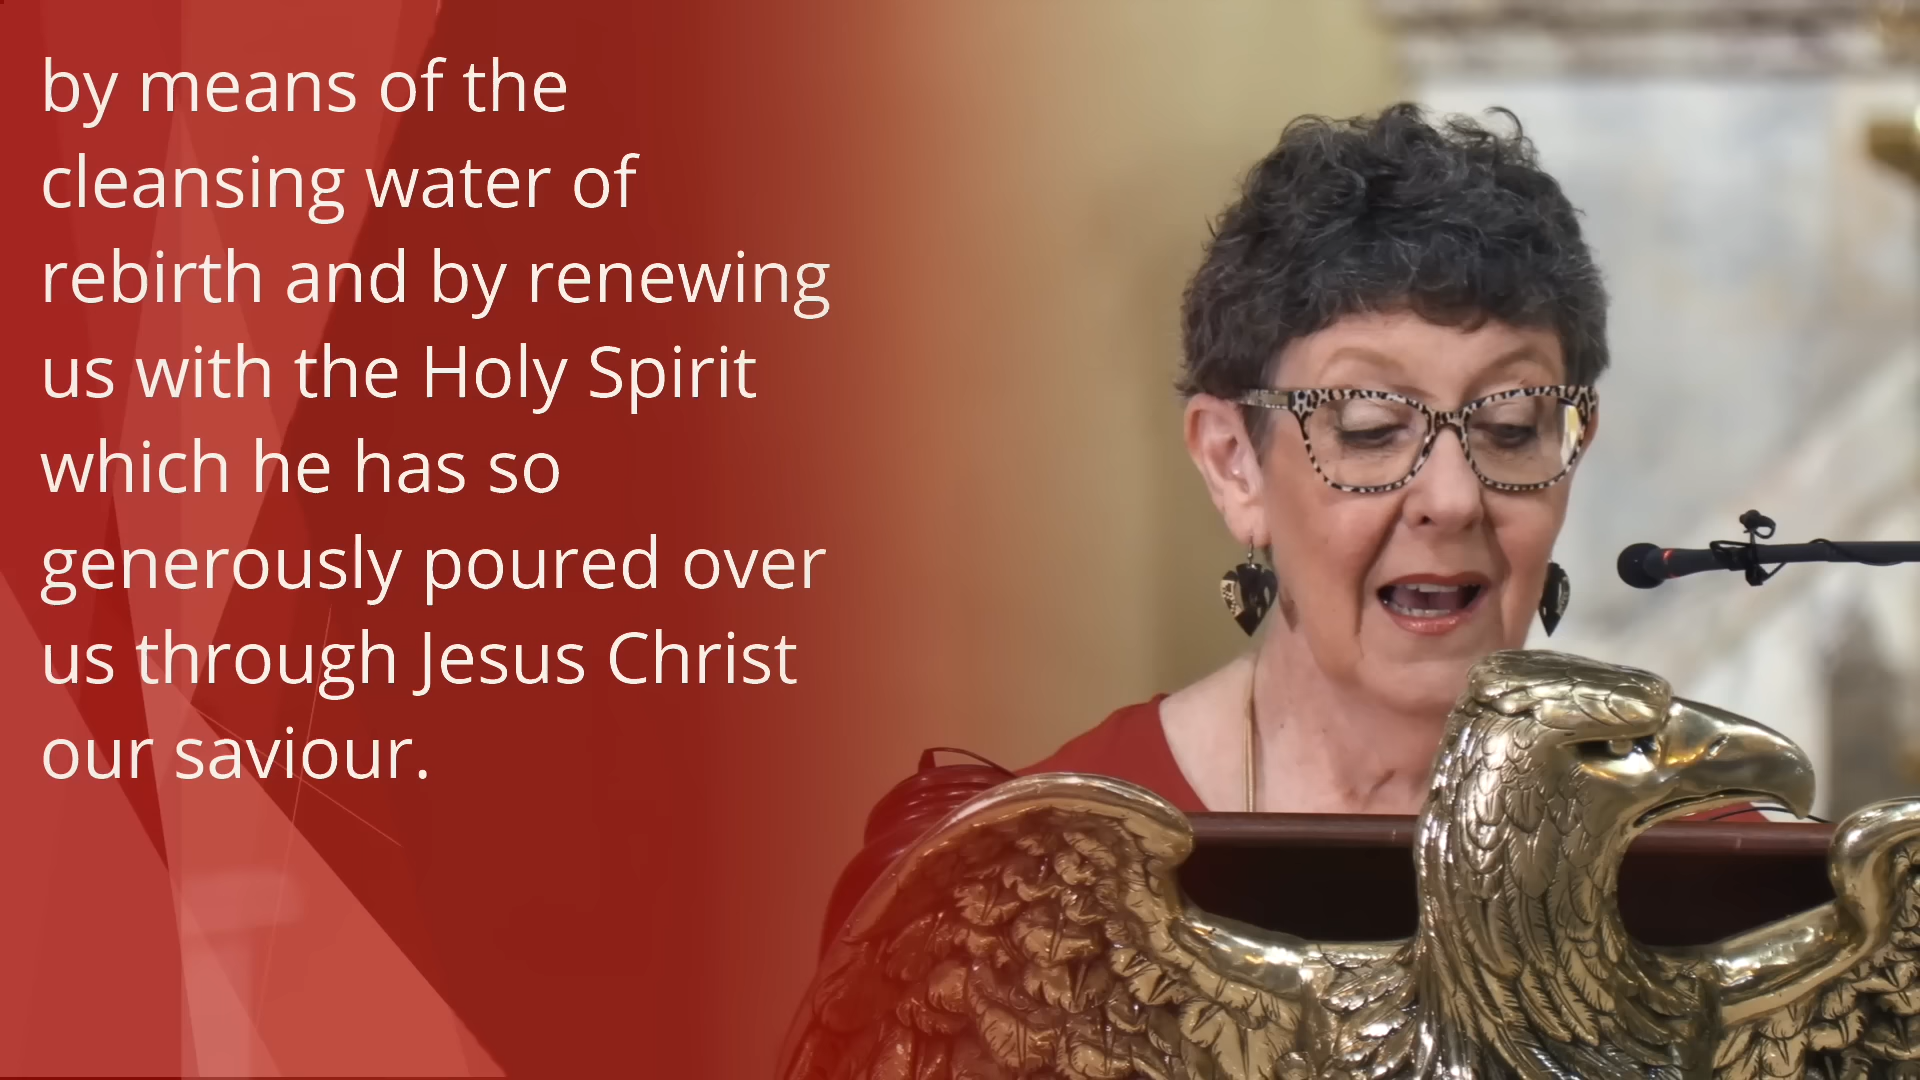 by means of the
cleansing water of
rebirth and by renewing
us with the Holy Spirit
which he has so
generously poured over
us through Jesus Christ
our saviour.